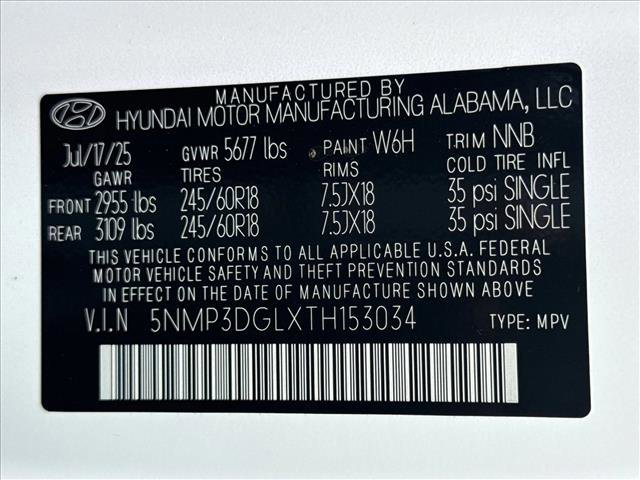 MANUFACTURED BY
HYUNDAI MOTOR MANUFACTURING ALABAMA, LLC
Jul/17/25 GVWR 5677 lbs PAINT W6H TRIM NNB
GAWR TIRES RIMS COLD TIRE INFL
FRONT 2955 lbs 245/60R18 7.5JX18 35 psi SINGLE
REAR 3109 lbs 245/60R18 7.5JX18 35 psi SINGLE
THIS VEHICLE CONFORMS TO ALL APPLICABLE U.S.A. FEDERAL
MOTOR VEHICLE SAFETY AND THEFT PREVENTION STANDARDS
IN EFFECT ON THE DATE OF MANUFACTURE SHOWN ABOVE.
V.I.N 5NMP3DGLXTH153034 TYPE: MPV